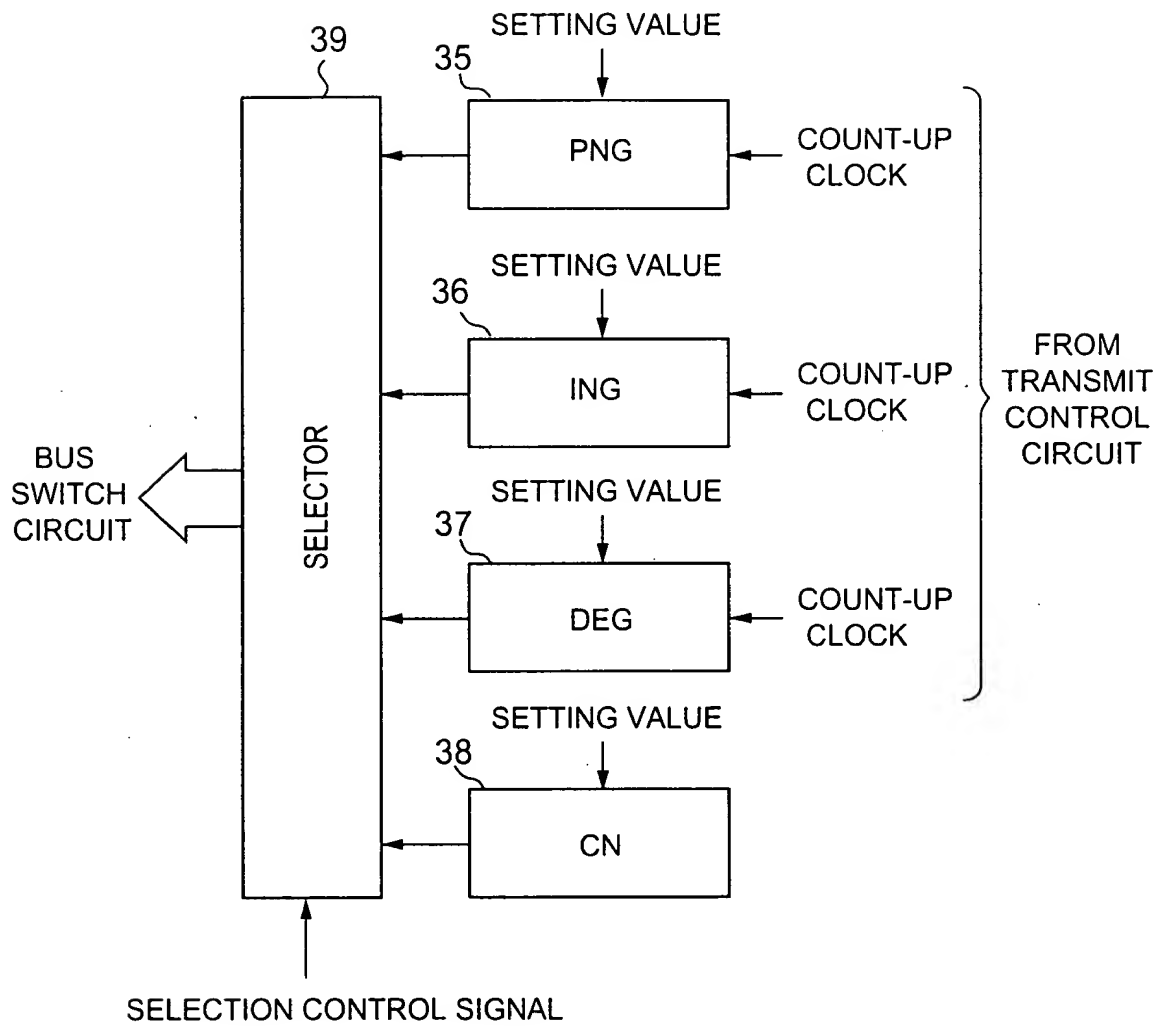 SETTING VALUE
39
35
PNG
COUNT-UP
CLOCK
SETTING VALUE
36
ING
COUNT-UP
CLOCK
FROM
TRANSMIT
CONTROL
CIRCUIT
BUS
SWITCH
CIRCUIT
SELECTOR
SETTING VALUE
37
DEG
COUNT-UP
CLOCK
SETTING VALUE
38
CN
SELECTION CONTROL SIGNAL